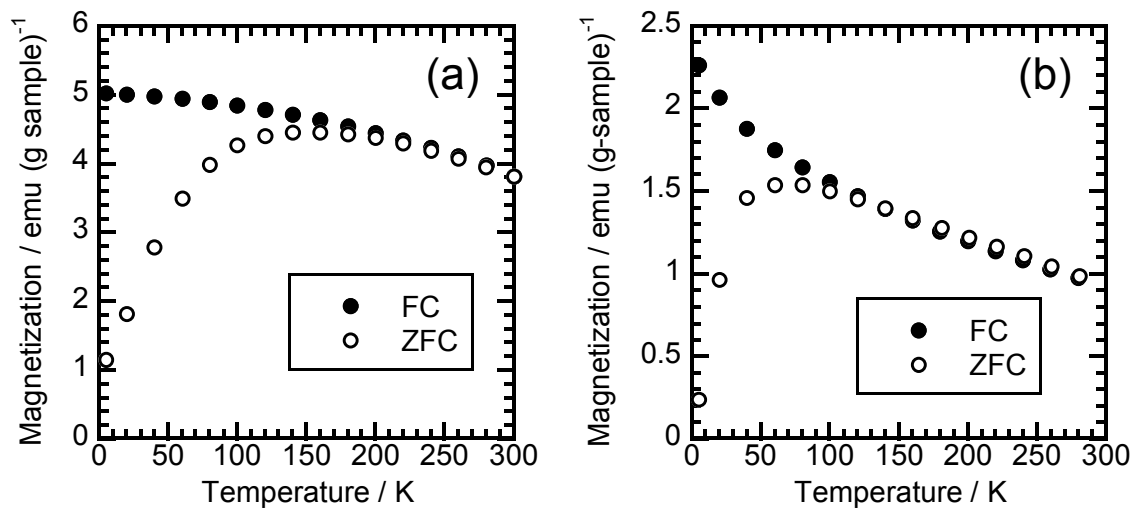 (a)
Magnetization / emu (g sample)⁻¹
6
5
4
3
2
1
0
FC
ZFC
0 50 100 150 200 250 300
Temperature / K
(b)
Magnetization / emu (g-sample)⁻¹
2.5
2
1.5
1
0.5
0
FC
ZFC
0 50 100 150 200 250 300
Temperature / K